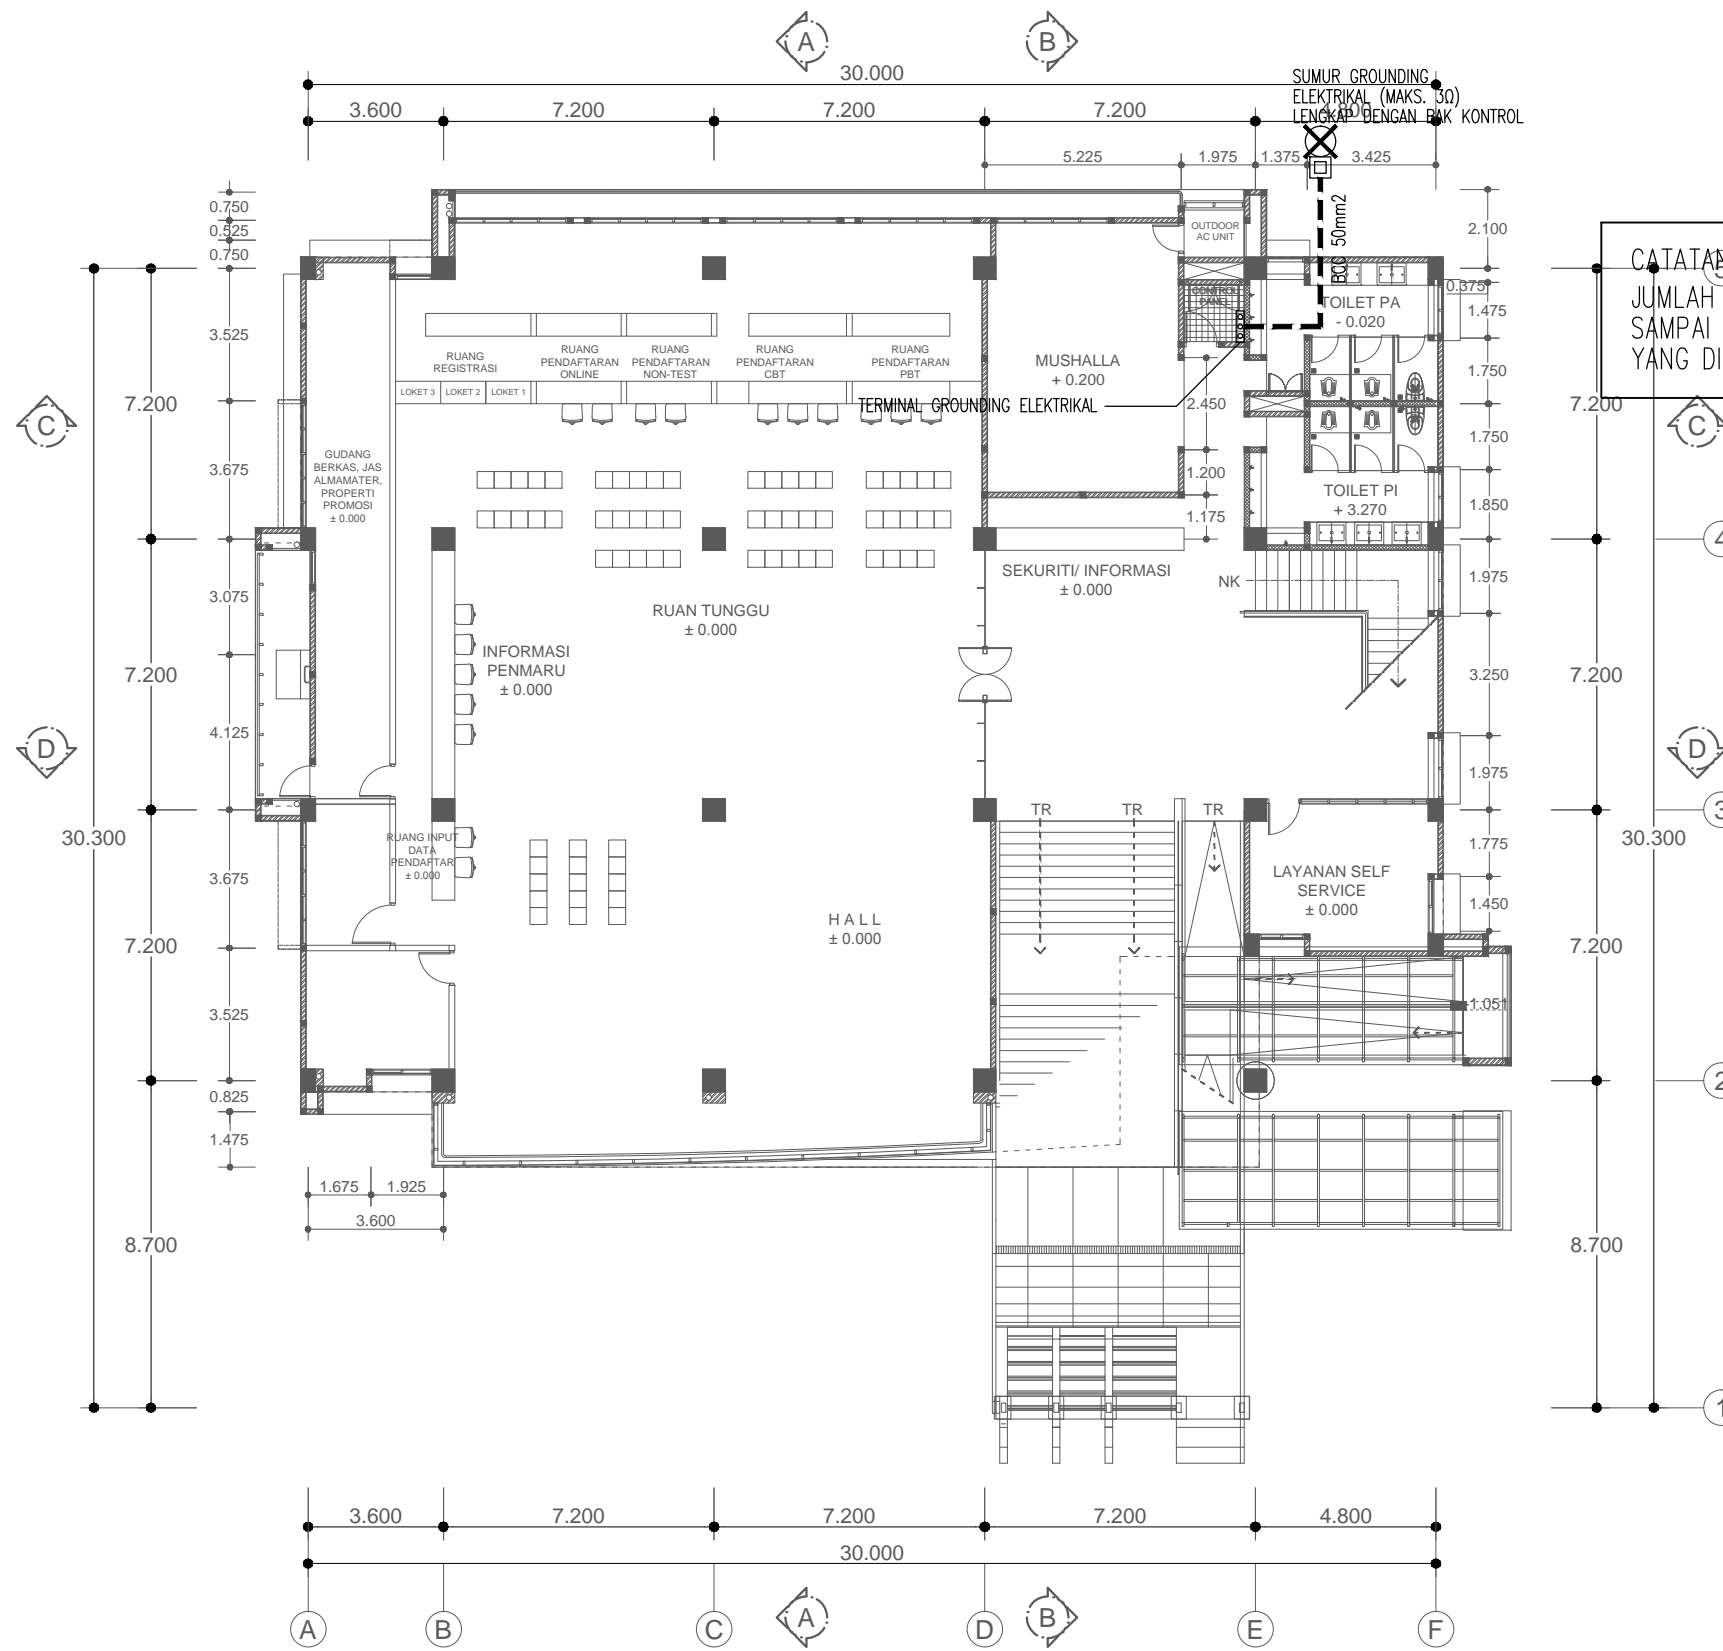 A
B
30.000
3.600
7.200
7.200
7.200
4.800
SUMUR GROUNDING
ELEKTRIKAL (MAKS. 3Ω)
LENGKAP DENGAN BAK KONTROL
5.225
1.975
1.375
3.425
0.750
0.525
0.750
3.525
3.675
3.075
4.125
3.675
3.525
0.825
1.475
7.200
7.200
7.200
8.700
30.300
C
D
OUTDOOR
AC UNIT
CONTROL
PANEL
BCC 50mm2
TOILET PA
- 0.020
MUSHALLA
+ 0.200
RUANG
REGISTRASI
RUANG
PENDAFTARAN
ONLINE
RUANG
PENDAFTARAN
NON-TEST
RUANG
PENDAFTARAN
CBT
RUANG
PENDAFTARAN
PBT
LOKET 3
LOKET 2
LOKET 1
TERMINAL GROUNDING ELEKTRIKAL
2.450
1.200
1.175
GUDANG
BERKAS, JAS
ALMAMATER,
PROPERTI
PROMOSI
± 0.000
TOILET PI
+ 3.270
SEKURITI/ INFORMASI
± 0.000
NK
RUAN TUNGGU
± 0.000
INFORMASI
PENMARU
± 0.000
TR
TR
TR
RUANG INPUT
DATA
PENDAFTAR
± 0.000
LAYANAN SELF
SERVICE
± 0.000
HALL
± 0.000
-1.051
2.100
0.375
1.475
1.750
1.750
1.850
1.975
3.250
1.975
1.775
1.450
CATATAN
JUMLAH
SAMPAI
YANG DI
7.200
7.200
7.200
8.700
30.300
C
D
5
4
3
2
1
1.675
1.925
3.600
3.600
7.200
7.200
7.200
4.800
30.000
A
B
A
B
C
D
E
F